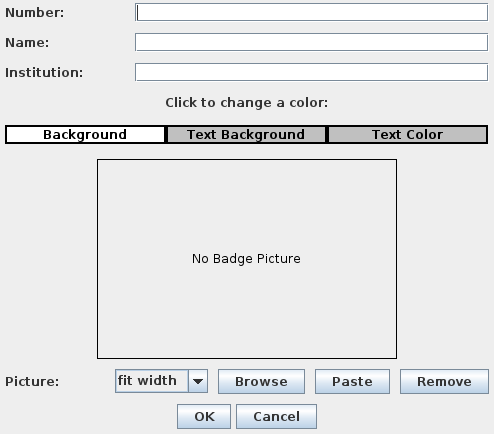 Number:
Name:
Institution:
Click to change a color:
Background Text Background Text Color
No Badge Picture
Picture: fit width Browse Paste Remove
OK Cancel